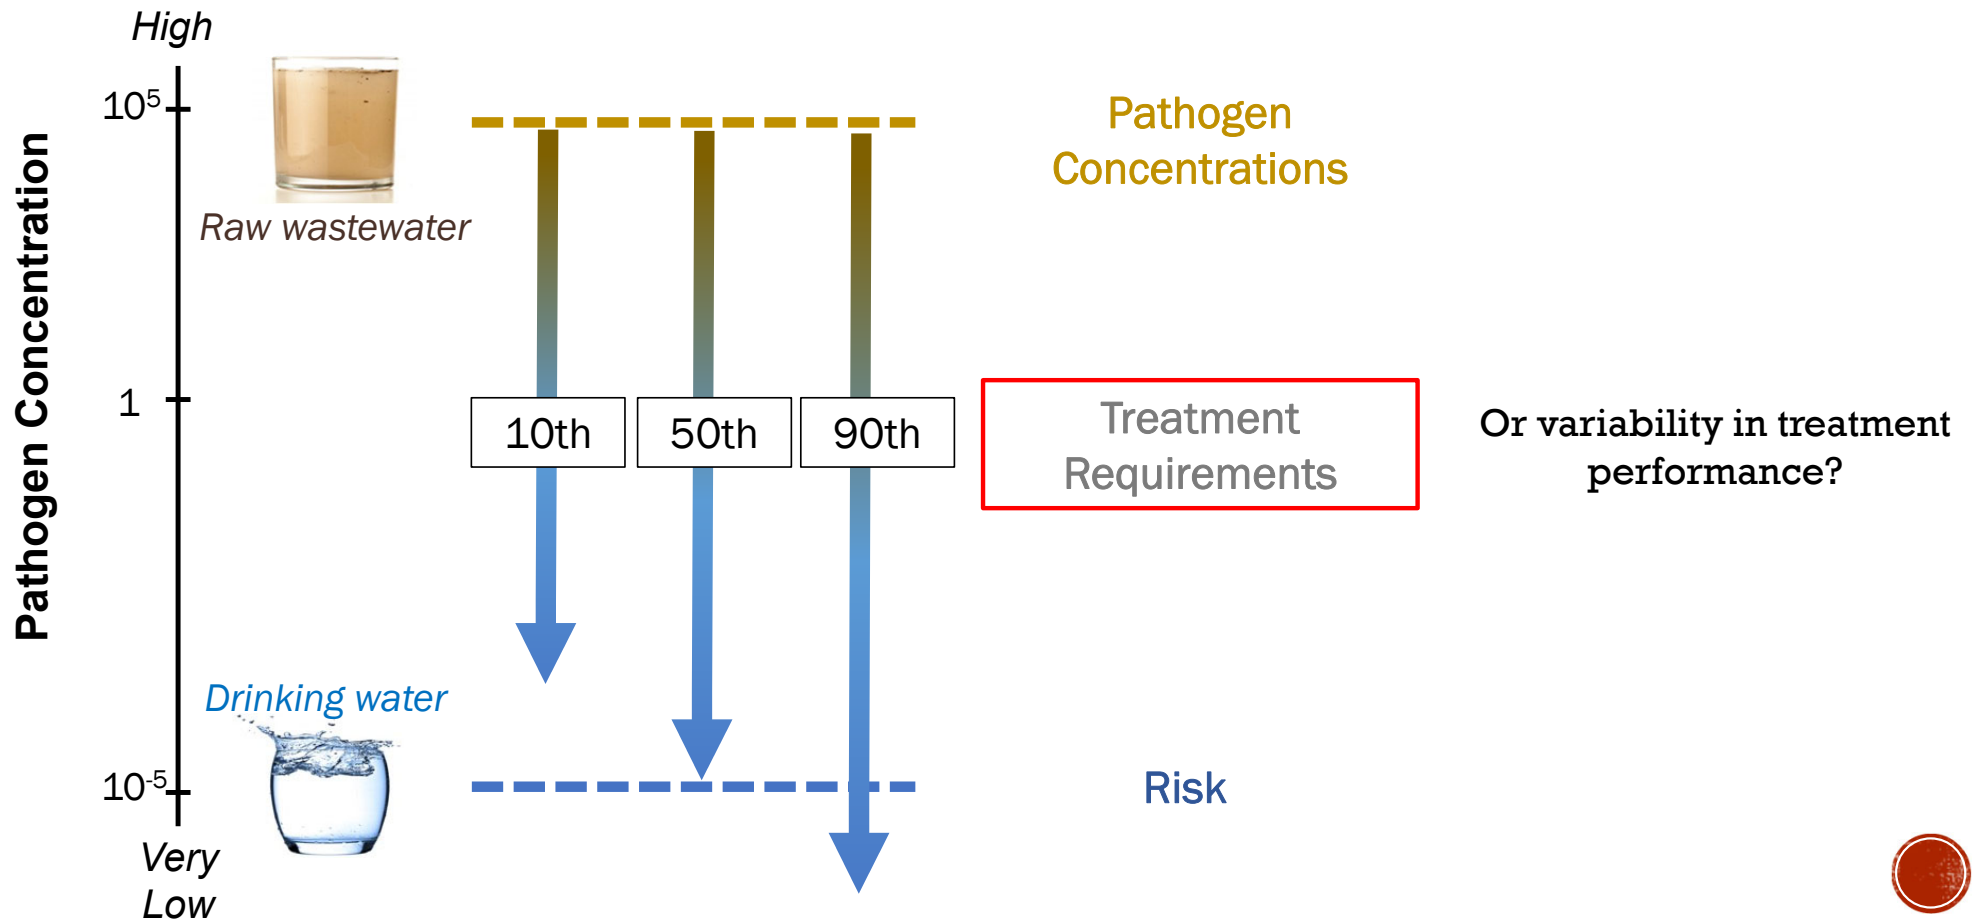 High
10⁵
Pathogen Concentration
Raw wastewater
Pathogen
Concentrations
1
10th
50th
90th
Treatment
Requirements
Or variability in treatment
performance?
Drinking water
10⁻⁵
Risk
Very
Low